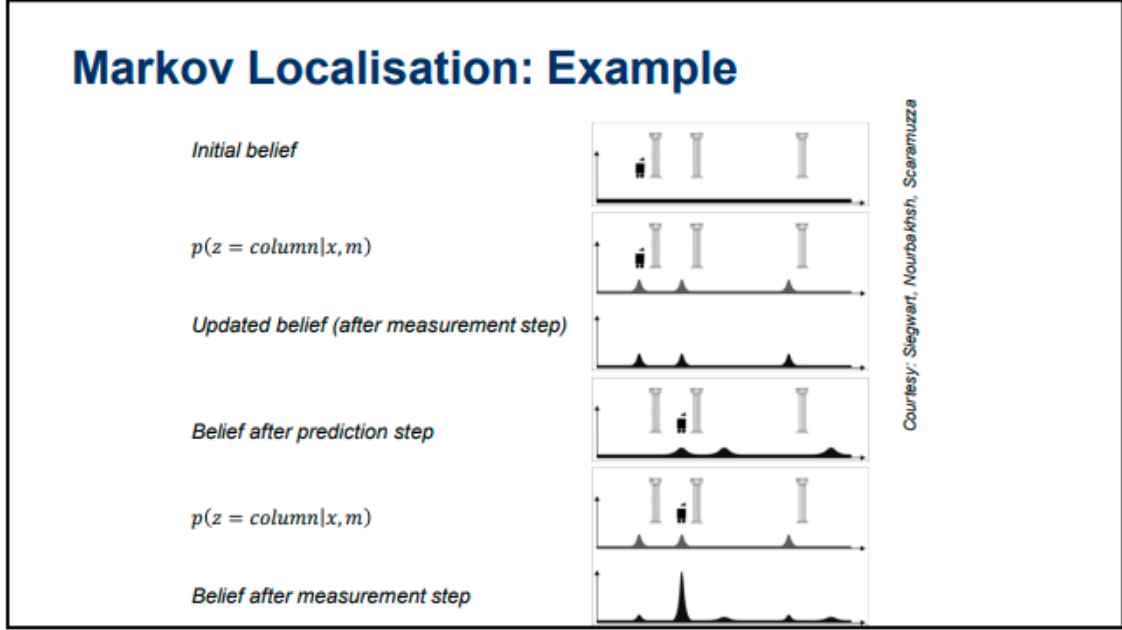 Markov Localisation: Example
Initial belief
p(z = column|x, m)
Updated belief (after measurement step)
Belief after prediction step
p(z = column|x, m)
Belief after measurement step
Courtesy: Siegwart, Nourbakhsh, Scaramuzza